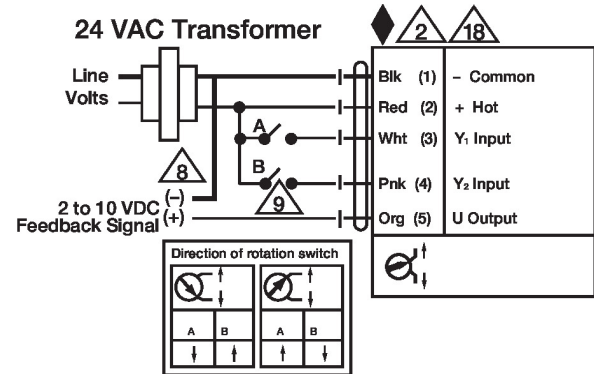 24 VAC Transformer
2 18
Line
Volts
Blk (1) – Common
Red (2) + Hot
A
Wht (3) Y₁ Input
B
8
9
Pnk (4) Y₂ Input
2 to 10 VDC (–)
Feedback Signal (+)
Org (5) U Output
Direction of rotation switch
A B A B